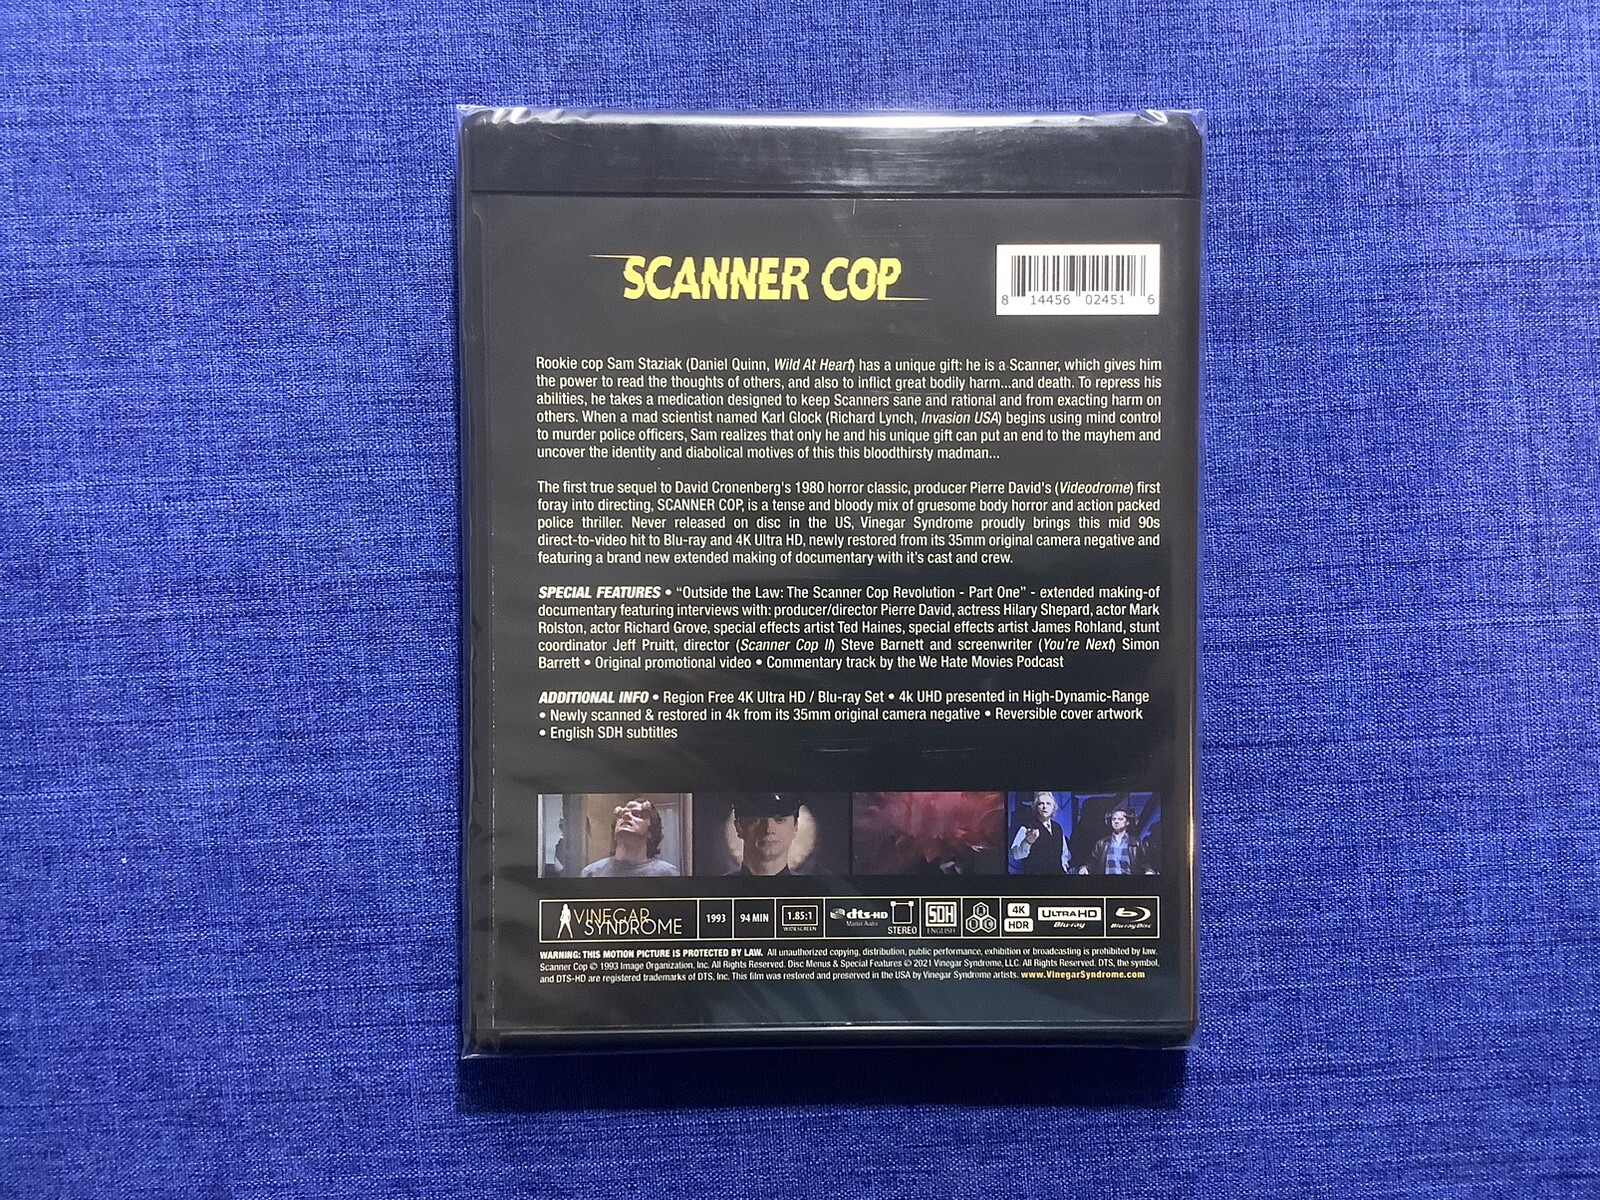 SCANNER COP
8 14456 02451 6
Rookie cop Sam Staziak (Daniel Quinn, Wild At Heart) has a unique gift: he is a Scanner, which gives him
the power to read the thoughts of others, and also to inflict great bodily harm...and death. To repress his
abilities, he takes a medication designed to keep Scanners sane and rational and from exacting harm on
others. When a mad scientist named Karl Glock (Richard Lynch, Invasion USA) begins using mind control
to murder police officers, Sam realizes that only he and his unique gift can put an end to the mayhem and
uncover the identity and diabolical motives of this this bloodthirsty madman...
The first true sequel to David Cronenberg's 1980 horror classic, producer Pierre David's (Videodrome) first
foray into directing, SCANNER COP, is a tense and bloody mix of gruesome body horror and action packed
police thriller. Never released on disc in the US, Vinegar Syndrome proudly brings this mid 90s
direct-to-video hit to Blu-ray and 4K Ultra HD, newly restored from its 35mm original camera negative and
featuring a brand new extended making of documentary with it's cast and crew.
SPECIAL FEATURES • “Outside the Law: The Scanner Cop Revolution - Part One” - extended making-of
documentary featuring interviews with: producer/director Pierre David, actress Hilary Shepard, actor Mark
Rolston, actor Richard Grove, special effects artist Ted Haines, special effects artist James Rohland, stunt
coordinator Jeff Pruitt, director (Scanner Cop II) Steve Barnett and screenwriter (You're Next) Simon
Barrett • Original promotional video • Commentary track by the We Hate Movies Podcast
ADDITIONAL INFO • Region Free 4K Ultra HD / Blu-ray Set • 4k UHD presented in High-Dynamic-Range
• Newly scanned & restored in 4k from its 35mm original camera negative • Reversible cover artwork
• English SDH subtitles
VINEGAR SYNDROME 1993 94 MIN 1.85:1 WIDESCREEN dts-HD Master Audio STEREO SDH ENGLISH A B C 4K HDR ULTRA HD Blu-ray Blu-ray Disc
WARNING: THIS MOTION PICTURE IS PROTECTED BY LAW. All unauthorized copying, distribution, public performance, exhibition or broadcasting is prohibited by law.
Scanner Cop © 1993 Image Organization, Inc. All Rights Reserved. Disc Menus & Special Features © 2021 Vinegar Syndrome, LLC. All Rights Reserved. DTS, the symbol,
and DTS-HD are registered trademarks of DTS, Inc. This film was restored and preserved in the USA by Vinegar Syndrome artists. www.VinegarSyndrome.com